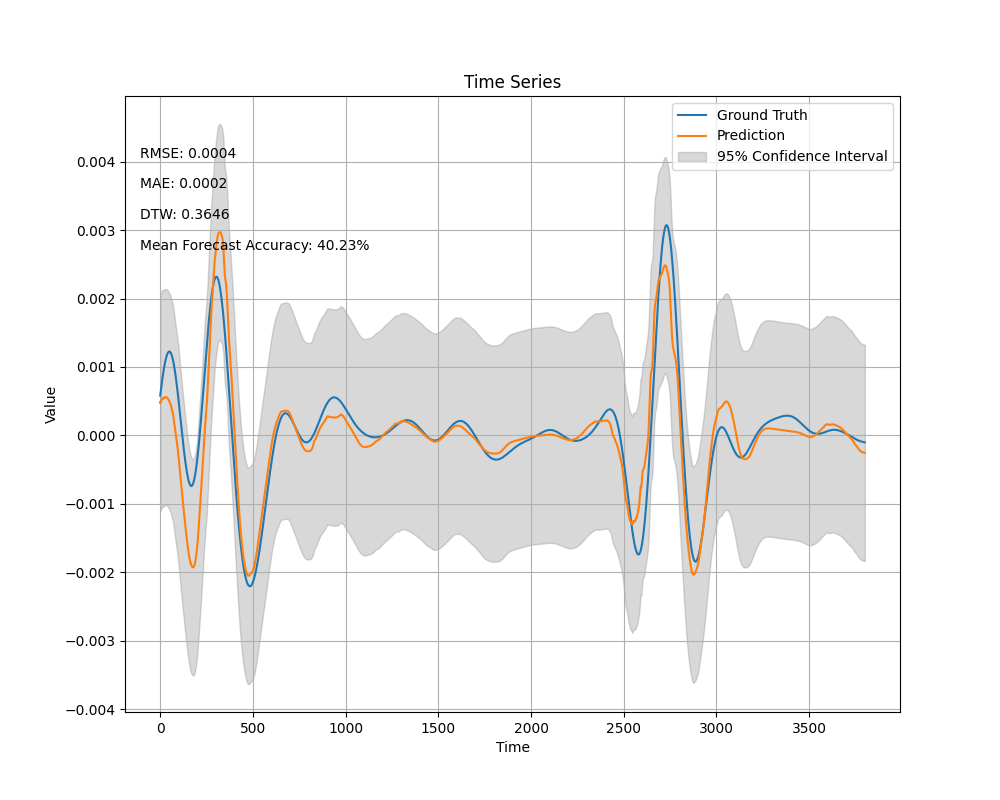 Time Series
Ground Truth
Prediction
95% Confidence Interval
RMSE: 0.0004
MAE: 0.0002
DTW: 0.3646
Mean Forecast Accuracy: 40.23%
Value
0.004
0.003
0.002
0.001
0.000
−0.001
−0.002
−0.003
−0.004
0 500 1000 1500 2000 2500 3000 3500
Time